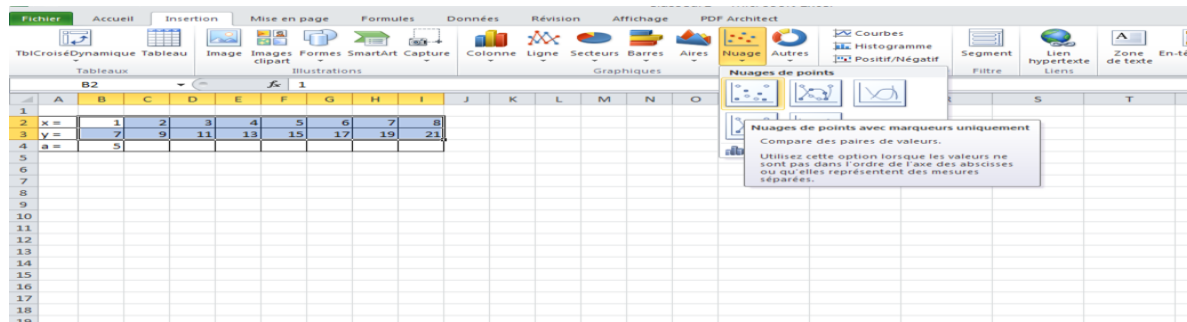 Fichier Accueil Insertion Mise en page Formules Données Révision Affichage PDF Architect
TblCroiséDynamique Tableau Image Images clipart Formes SmartArt Capture Colonne Ligne Secteurs Barres Aires Nuage Autres Courbes Histogramme Positif/Négatif Segment Lien hypertexte Zone de texte
Tableaux Illustrations Graphiques Filtre Liens
B2 fx 1
Nuages de points
A B C D E F G H I J K L M N O S T
1
2 x = 1 2 3 4 5 6 7 8
3 y = 7 9 11 13 15 17 19 21
4 a = 5
Nuages de points avec marqueurs uniquement
Compare des paires de valeurs.
Utilisez cette option lorsque les valeurs ne
sont pas dans l'ordre de l'axe des abscisses
ou qu'elles représentent des mesures
séparées.
5
6
7
8
9
10
11
12
13
14
15
16
17
18